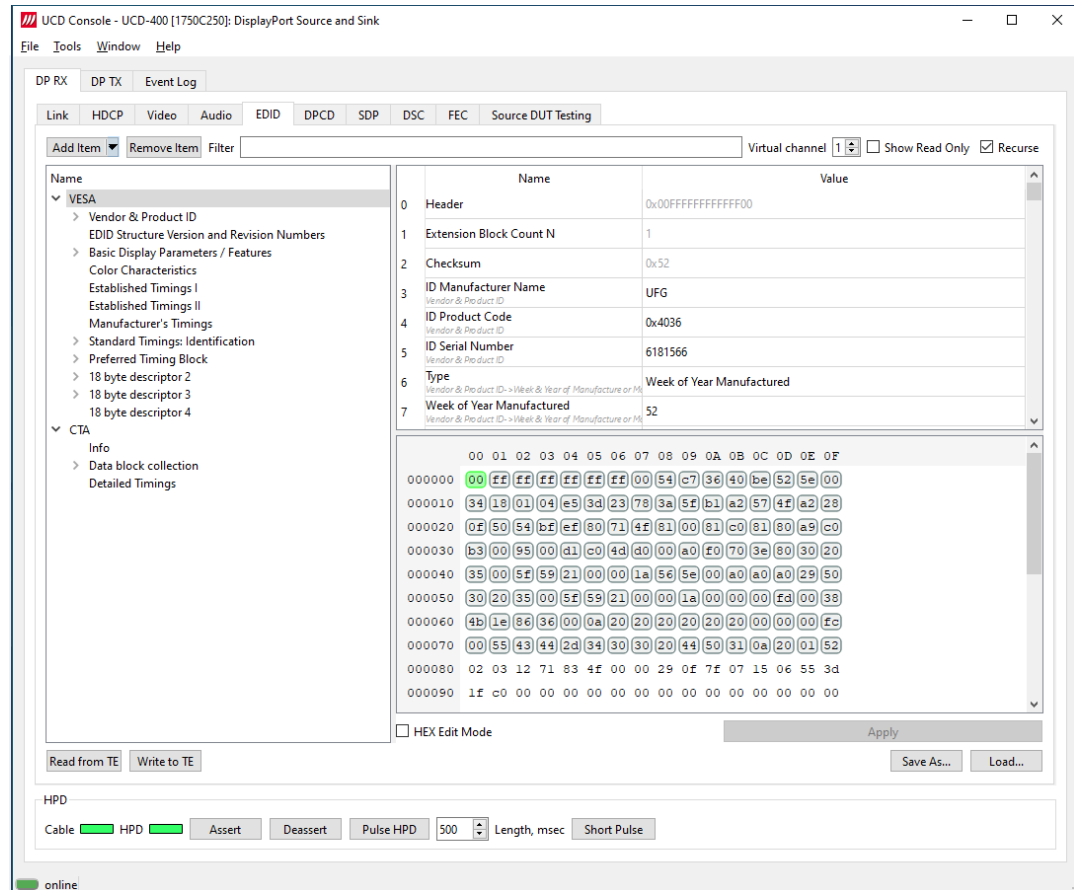 UCD Console - UCD-400 [1750C250]: DisplayPort Source and Sink
File Tools Window Help
DP RX DP TX Event Log
Link HDCP Video Audio EDID DPCD SDP DSC FEC Source DUT Testing
Add Item Remove Item Filter Virtual channel 1 Show Read Only Recurse
Name
VESA
Vendor & Product ID
EDID Structure Version and Revision Numbers
Basic Display Parameters / Features
Color Characteristics
Established Timings I
Established Timings II
Manufacturer's Timings
Standard Timings: Identification
Preferred Timing Block
18 byte descriptor 2
18 byte descriptor 3
18 byte descriptor 4
CTA
Info
Data block collection
Detailed Timings
Name Value
0 Header 0x00FFFFFFFFFFFF00
1 Extension Block Count N 1
2 Checksum 0x52
3 ID Manufacturer Name UFG
Vendor & Product ID
4 ID Product Code 0x4036
Vendor & Product ID
5 ID Serial Number 6181566
Vendor & Product ID
6 Type Week of Year Manufactured
Vendor & Product ID->Week & Year of Manufacture or M
7 Week of Year Manufactured 52
Vendor & Product ID->Week & Year of Manufacture or M
00 01 02 03 04 05 06 07 08 09 0A 0B 0C 0D 0E 0F
000000 00 ff ff ff ff ff ff 00 54 c7 36 40 be 52 5e 00
000010 34 18 01 04 e5 3d 23 78 3a 5f b1 a2 57 4f a2 28
000020 0f 50 54 bf ef 80 71 4f 81 00 81 c0 81 80 a9 c0
000030 b3 00 95 00 d1 c0 4d d0 00 a0 f0 70 3e 80 30 20
000040 35 00 5f 59 21 00 00 1a 56 5e 00 a0 a0 a0 29 50
000050 30 20 35 00 5f 59 21 00 00 1a 00 00 00 fd 00 38
000060 4b 1e 86 36 00 0a 20 20 20 20 20 20 00 00 00 fc
000070 00 55 43 44 2d 34 30 30 20 44 50 31 0a 20 01 52
000080 02 03 12 71 83 4f 00 00 29 0f 7f 07 15 06 55 3d
000090 1f c0 00 00 00 00 00 00 00 00 00 00 00 00 00 00
HEX Edit Mode Apply
Read from TE Write to TE Save As... Load...
HPD
Cable HPD Assert Deassert Pulse HPD 500 Length, msec Short Pulse
online